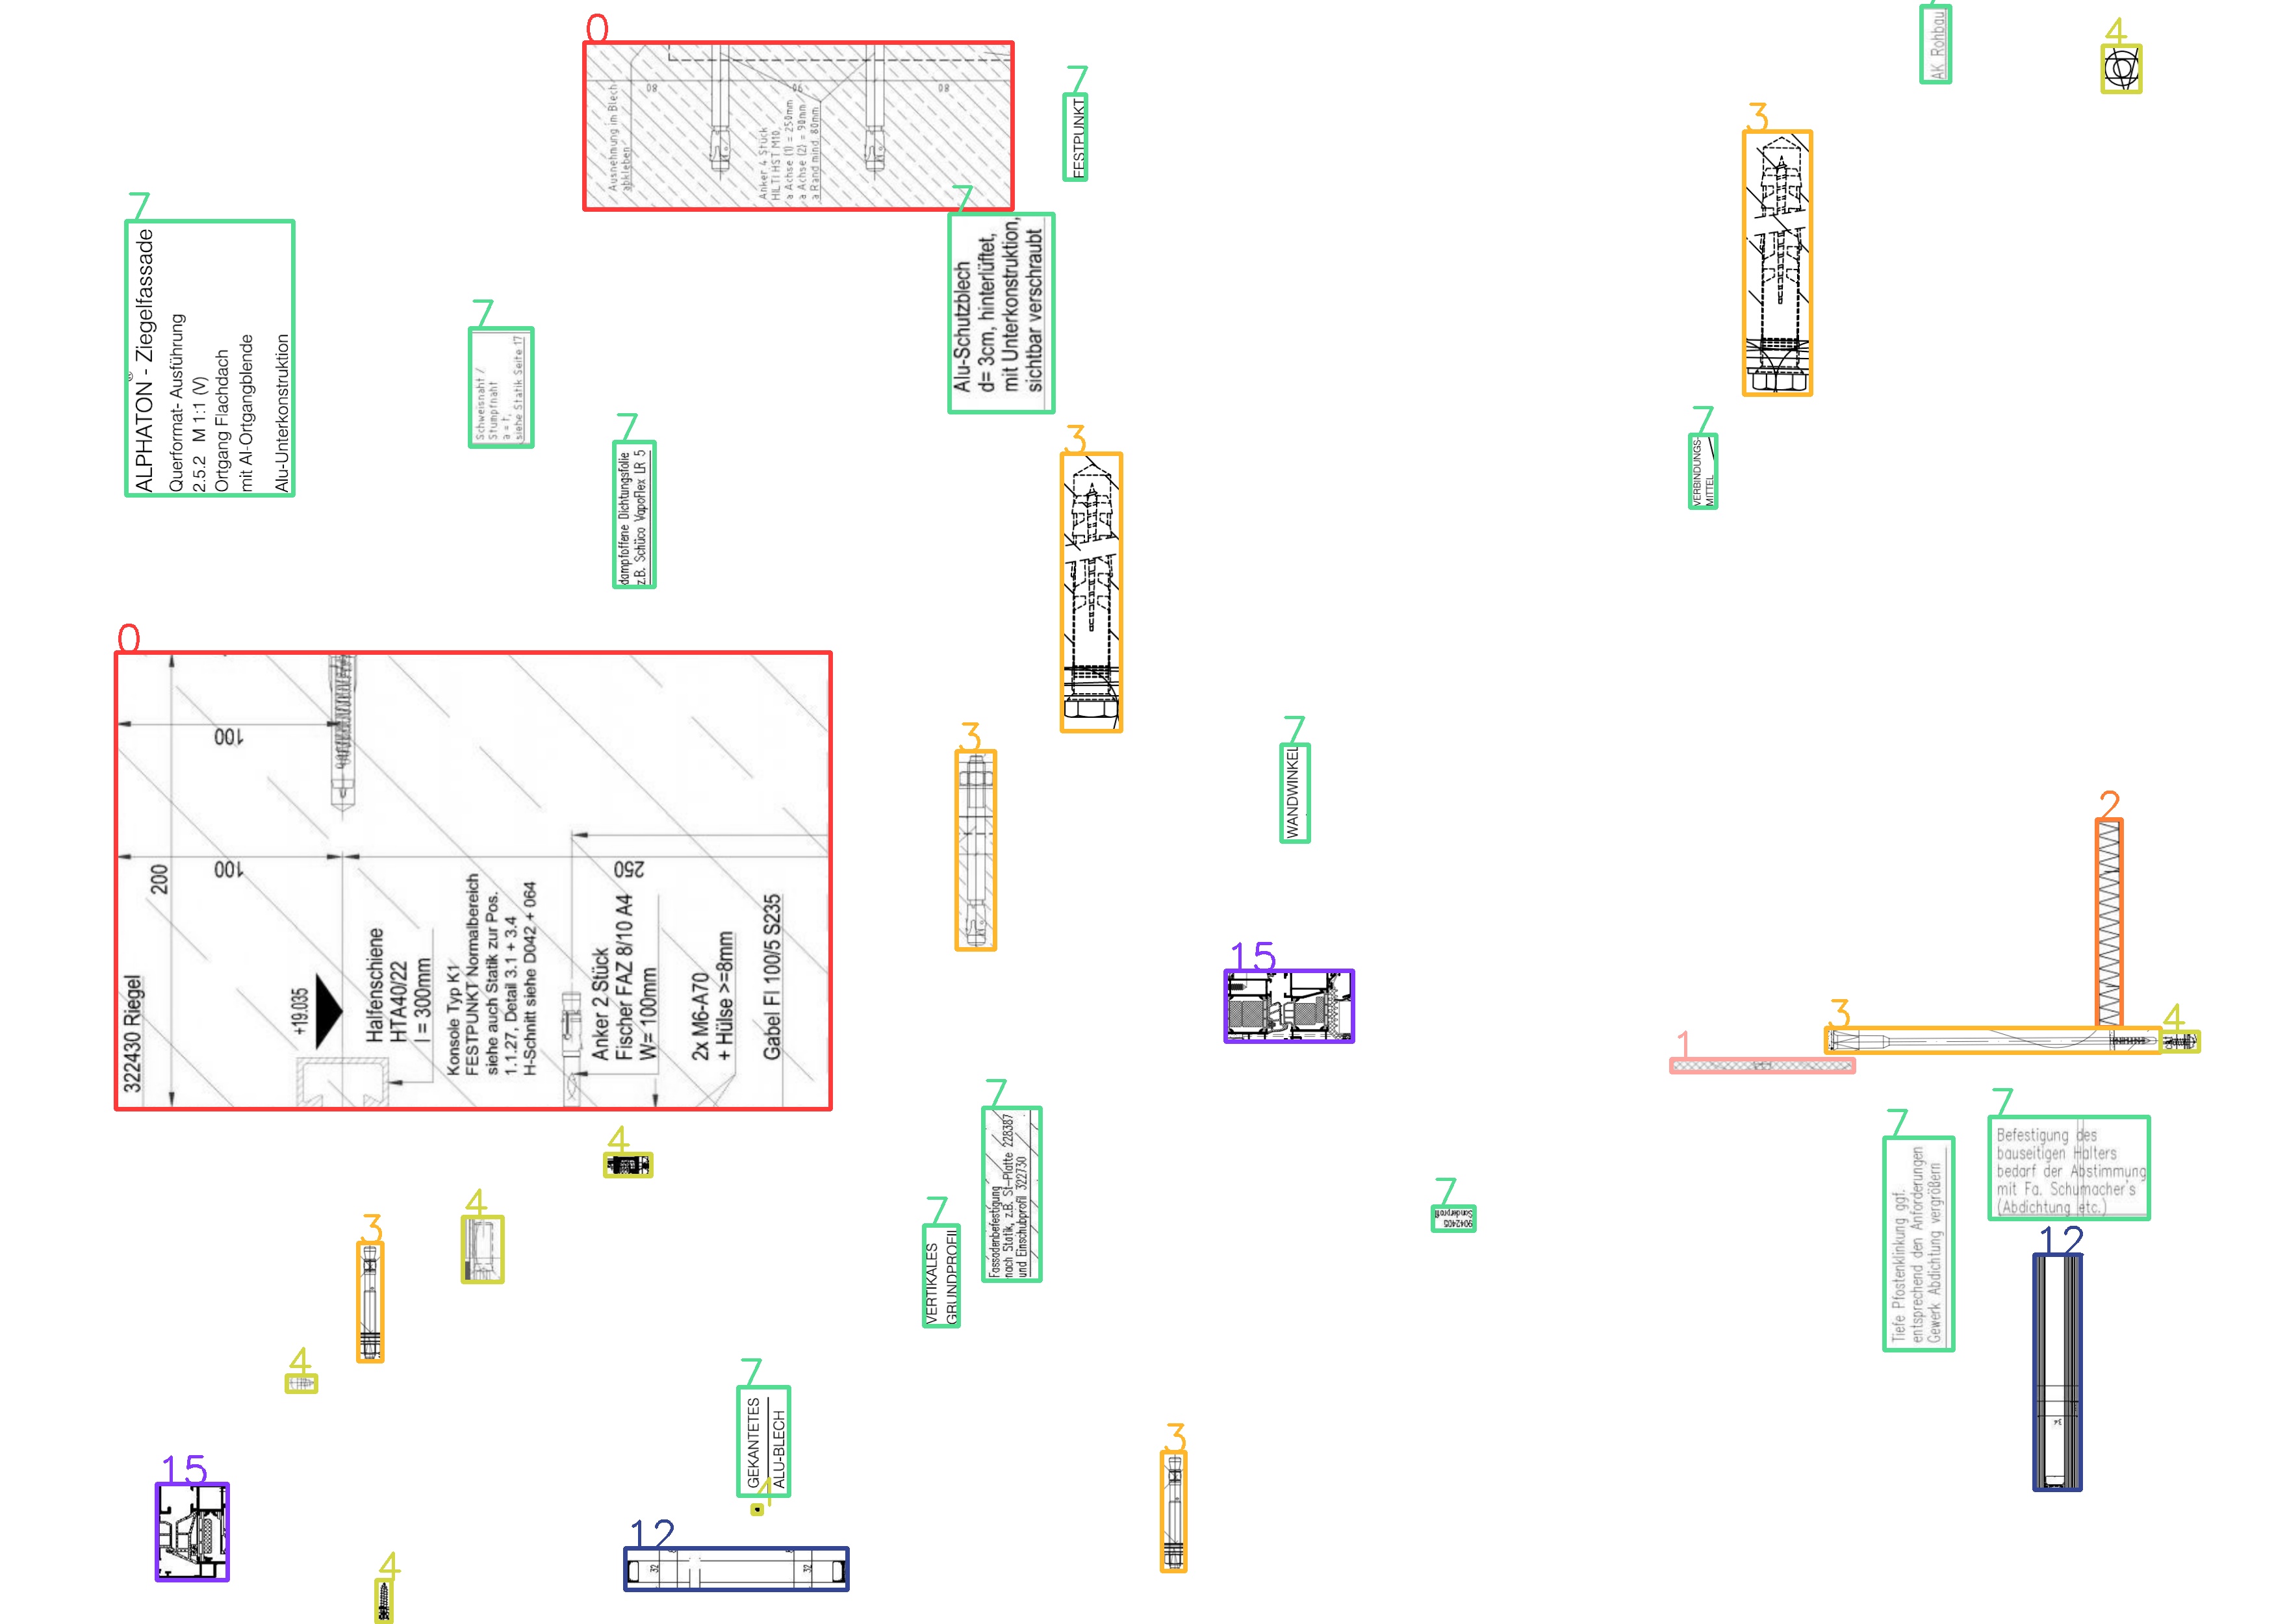 0
Ausnehmung im Blech
abkleben
80
90
80
Anker 4 Stück
HILTI HST M10,
a Achse (1) = 250mm
a Achse (2) = 90mm
a Rand mind 80mm
7
FESTPUNKT
7
AK Rohbau
4
3
7
ALPHATON® - Ziegelfassade
Querformat- Ausführung
2.5.2 M 1:1 (V)
Ortgang Flachdach
mit Al-Ortgangblende
Alu-Unterkonstruktion
7
Schweisnaht /
Stumpfnaht
a = t,
siehe Statik Seite 17
7
Alu-Schutzblech
d= 3cm, hinterlüftet,
mit Unterkonstruktion,
sichtbar verschraubt
7
dampfoffene Dichtungsfolie
z.B. Schüco VapoFlex LR 5
3
7
VERBINDUNGS-
MITTEL
0
100
100
200
250
322430 Riegel
+19.035
Halfenschiene
HTA40/22
l = 300mm
Konsole Typ K1
FESTPUNKT Normalbereich
siehe auch Statik zur Pos.
1.1.27, Detail 3.1 + 3.4
H-Schnitt siehe D042 + 064
Anker 2 Stück
Fischer FAZ 8/10 A4
W= 100mm
2x M6-A70
+ Hülse >=8mm
Gabel Fl 100/5 S235
3
7
WANDWINKEL
15
2
3
4
1
4
4
3
4
7
Fassadenbefestigung
nach Statik, z.B. St-Platte 228387
und Einschubprofil 322730
7
VERTIKALES
GRUNDPROFIL
7
9042405
Sonderprofil
7
Tiefe Pfostenklinkung ggf.
entsprechend den Anforderungen
Gewerk Abdichtung vergrößern
7
Befestigung des
bauseitigen Halters
bedarf der Abstimmung
mit Fa. Schumacher's
(Abdichtung etc.)
12
34
7
GEKANTETES
ALU-BLECH
4
3
15
4
12
32
32